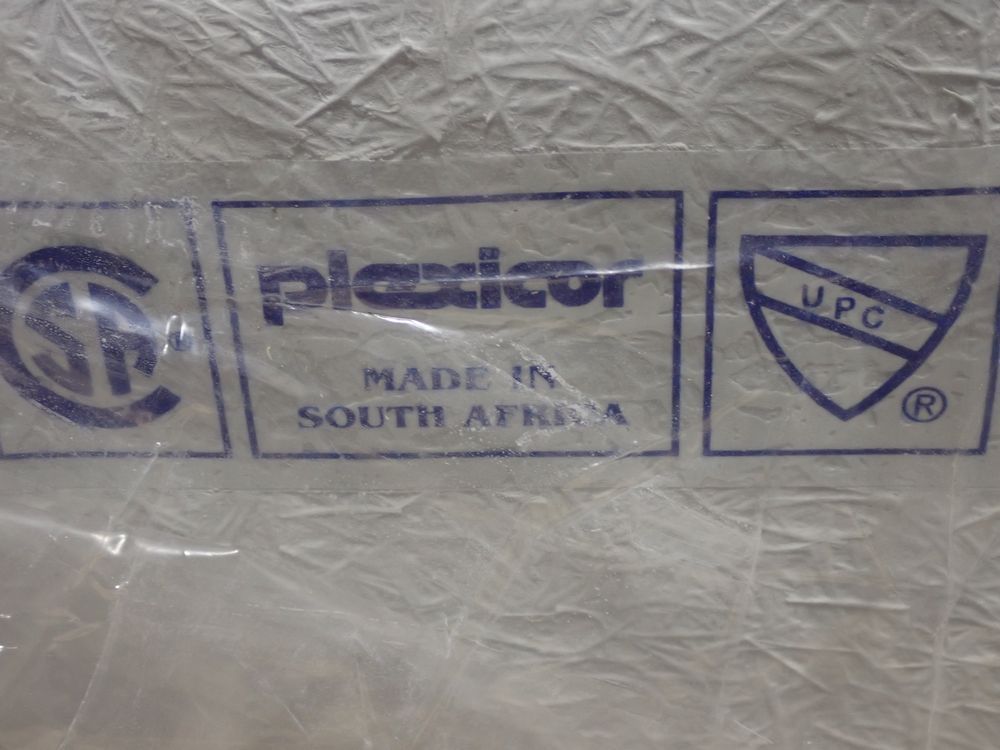 CSA
plexicor
MADE IN
SOUTH AFRICA
UPC
®